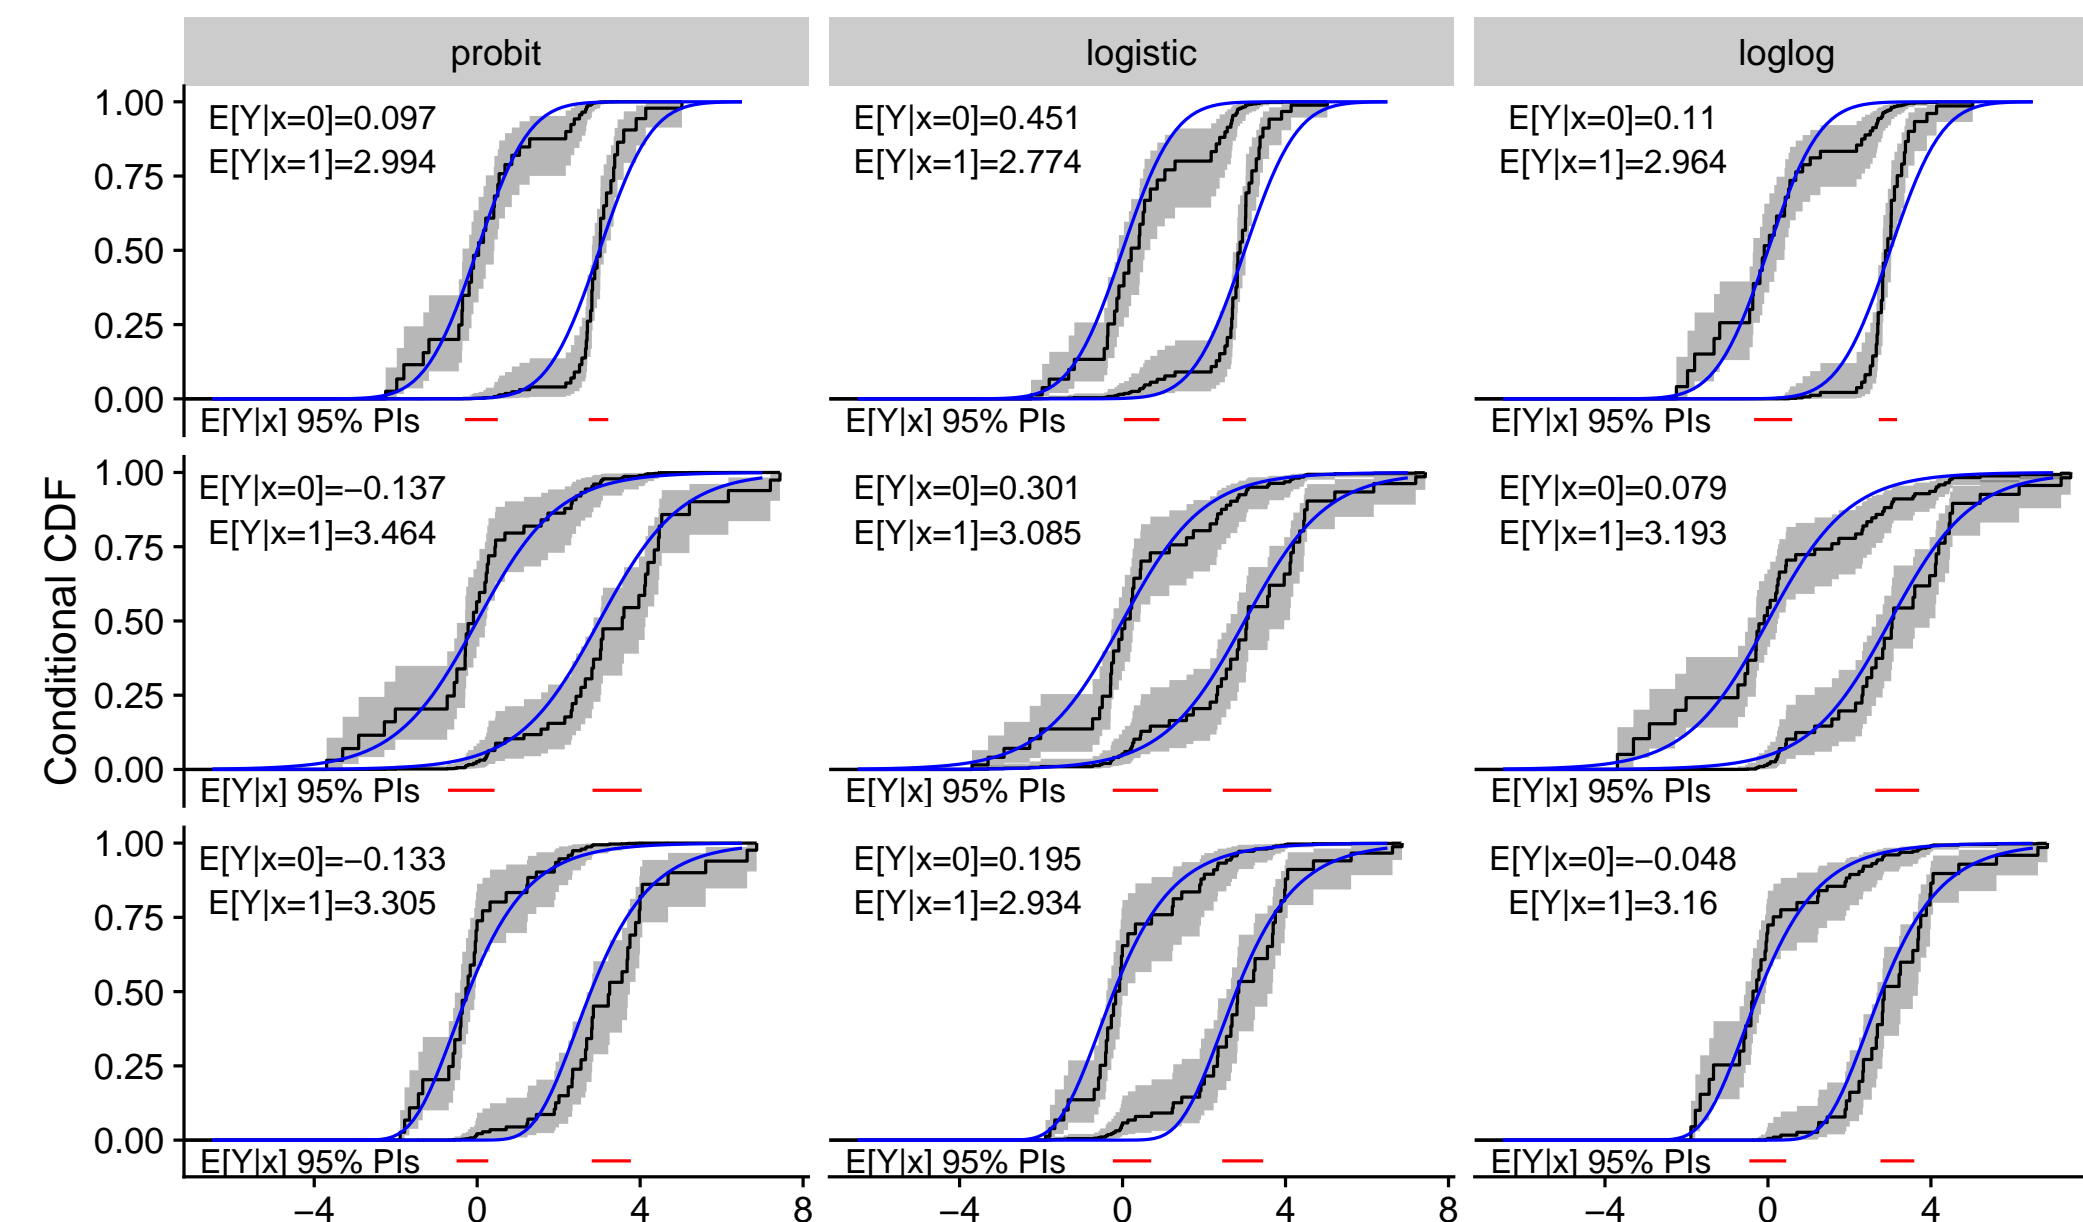 probit
logistic
loglog
Conditional CDF
1.00
0.75
0.50
0.25
0.00
E[Y|x=0]=0.097
E[Y|x=1]=2.994
E[Y|x] 95% PIs
E[Y|x=0]=0.451
E[Y|x=1]=2.774
E[Y|x] 95% PIs
E[Y|x=0]=0.11
E[Y|x=1]=2.964
E[Y|x] 95% PIs
1.00
0.75
0.50
0.25
0.00
E[Y|x=0]=−0.137
E[Y|x=1]=3.464
E[Y|x] 95% PIs
E[Y|x=0]=0.301
E[Y|x=1]=3.085
E[Y|x] 95% PIs
E[Y|x=0]=0.079
E[Y|x=1]=3.193
E[Y|x] 95% PIs
1.00
0.75
0.50
0.25
0.00
E[Y|x=0]=−0.133
E[Y|x=1]=3.305
E[Y|x] 95% PIs
E[Y|x=0]=0.195
E[Y|x=1]=2.934
E[Y|x] 95% PIs
E[Y|x=0]=−0.048
E[Y|x=1]=3.16
E[Y|x] 95% PIs
−4 0 4 8
−4 0 4 8
−4 0 4